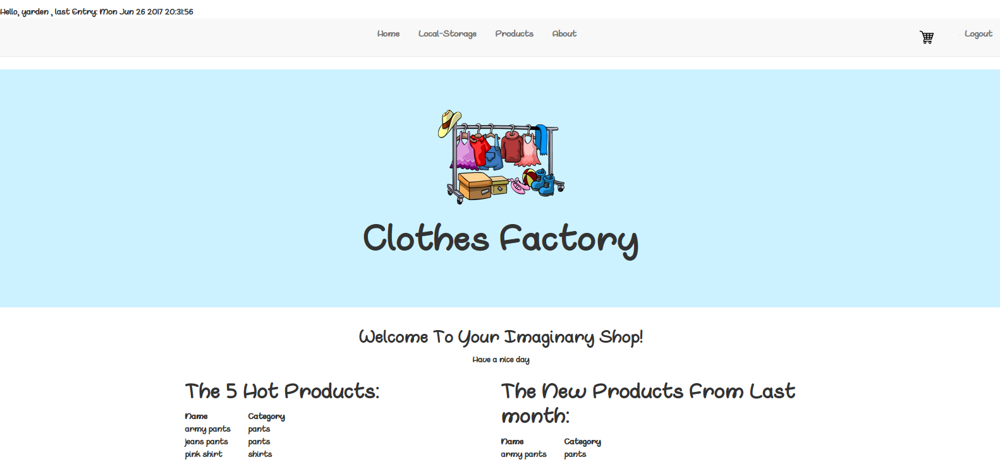 Hello, yarden , last Entry: Mon Jun 26 2017 20:31:56
Home Local-Storage Products About Logout
Clothes Factory
Welcome To Your Imaginary Shop!
Have a nice day
The 5 Hot Products:
Name Category
army pants pants
jeans pants pants
pink shirt shirts
The New Products From Last
month:
Name Category
army pants pants